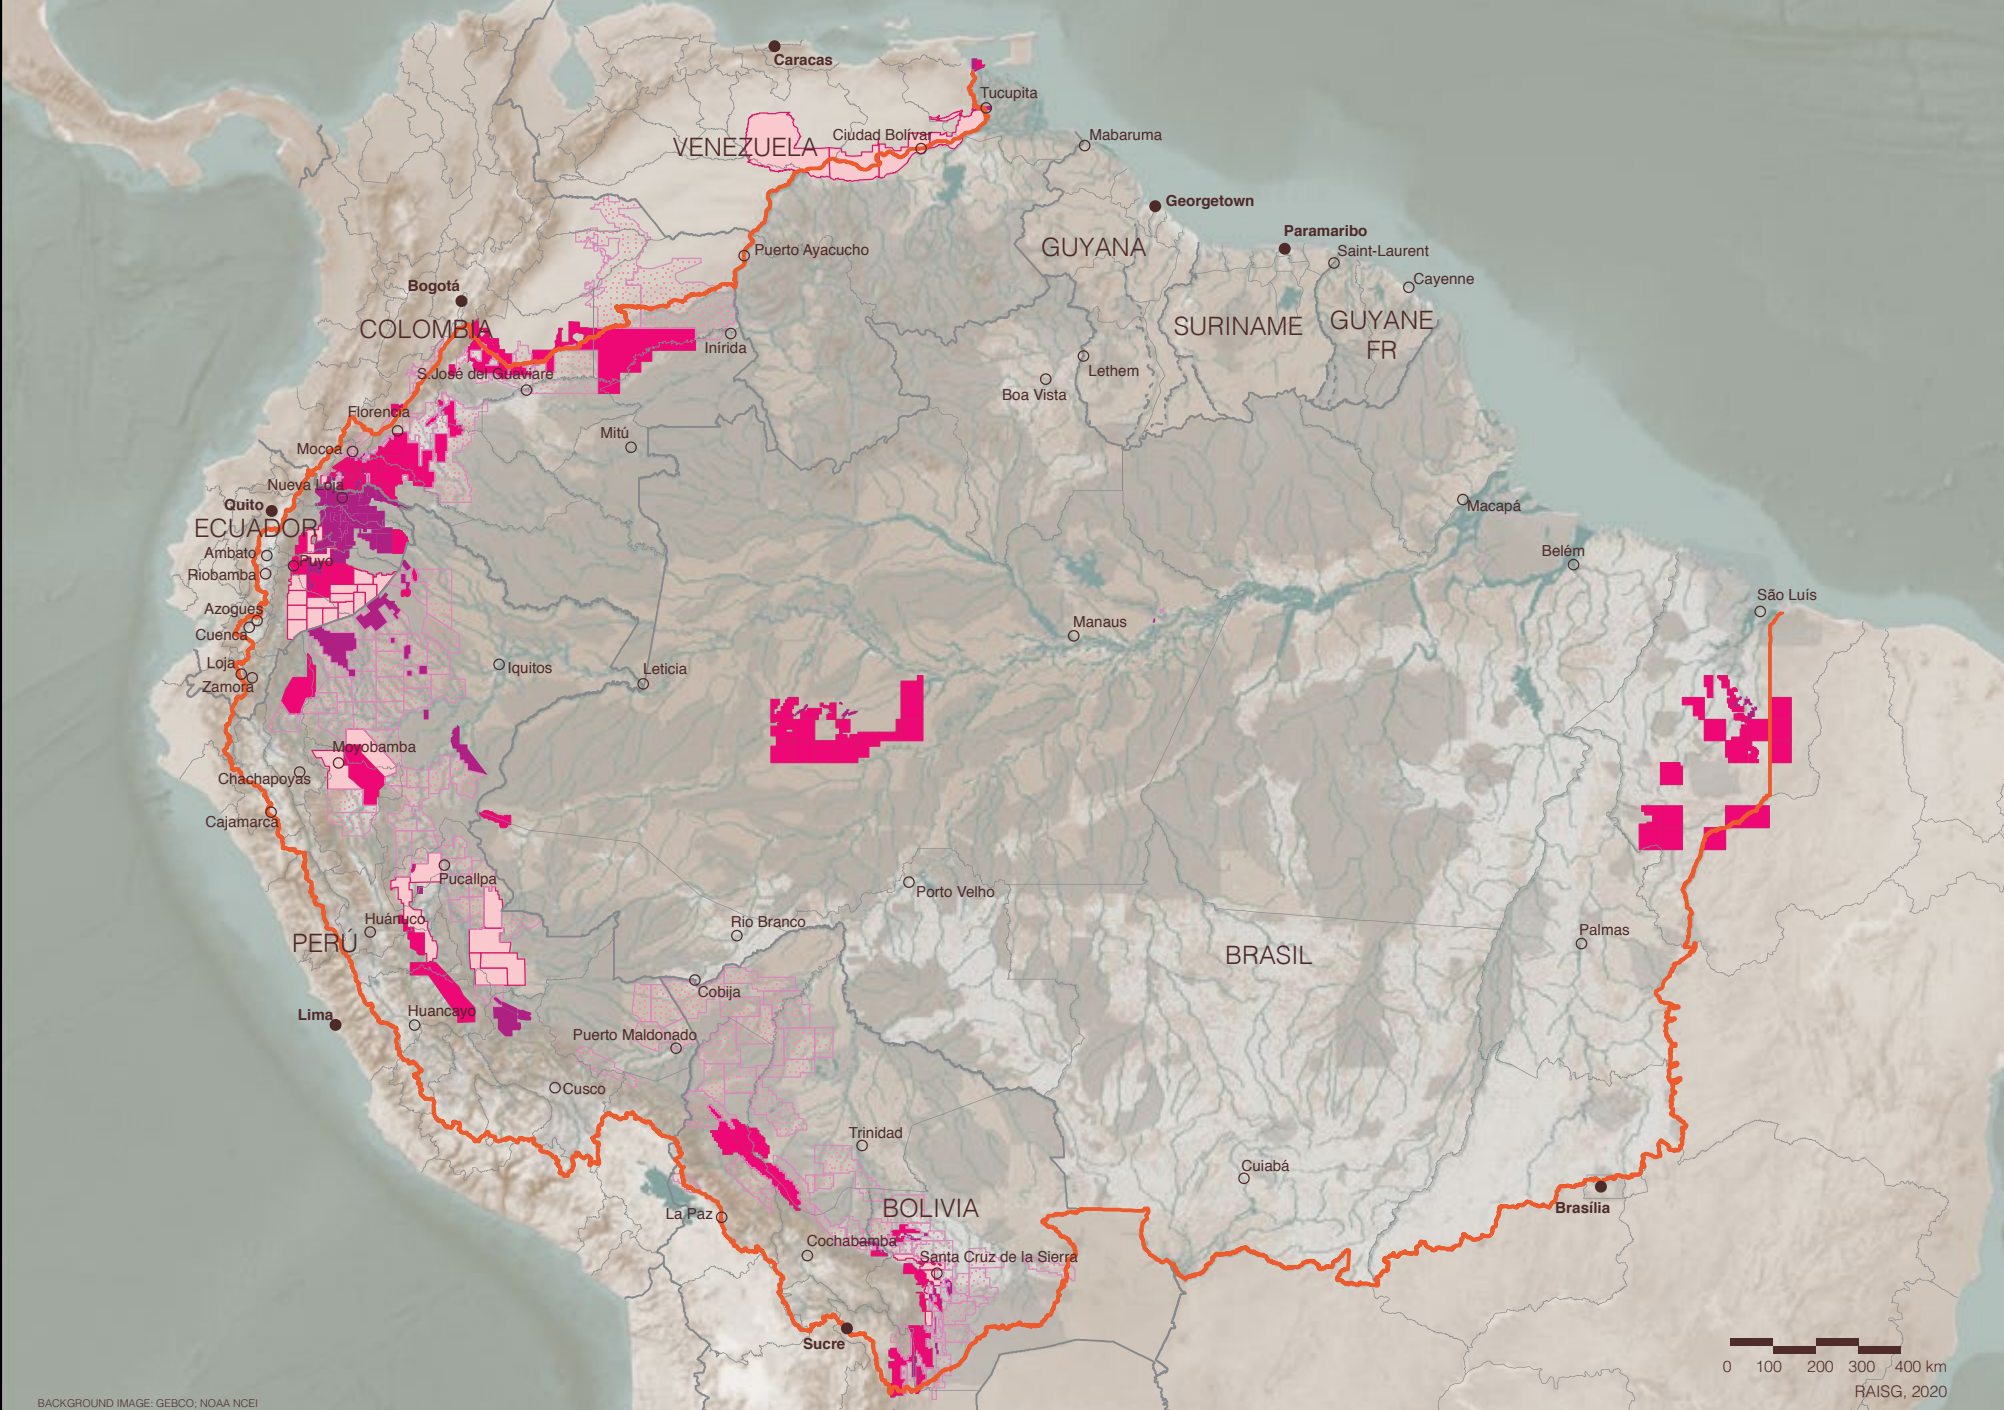 Caracas
Tucupita
VENEZUELA
Ciudad Bolívar
Mabaruma
Georgetown
Paramaribo
Saint-Laurent
Puerto Ayacucho
GUYANA
Cayenne
Bogotá
COLOMBIA
SURINAME
GUYANE
FR
Inírida
S.José del Guaviare
Lethem
Boa Vista
Florencia
Mitú
Mocoa
Nueva Loja
Quito
ECUADOR
Macapá
Ambato
Puyo
Riobamba
Belém
Azogues
Cuenca
Manaus
São Luís
Loja
Zamora
Iquitos
Leticia
Moyobamba
Chachapoyas
Cajamarca
Pucallpa
Porto Velho
Huánuco
PERÚ
Rio Branco
BRASIL
Palmas
Cobija
Lima
Huancayo
Puerto Maldonado
Cusco
Trinidad
Cuiabá
La Paz
BOLIVIA
Brasília
Cochabamba
Santa Cruz de la Sierra
Sucre
0 100 200 300 400 km
RAISG, 2020
BACKGROUND IMAGE: GEBCO; NOAA NCEI